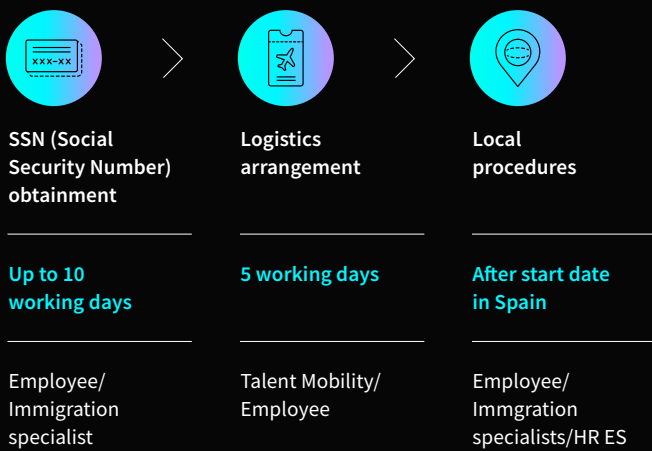 xxx-xx
SSN (Social
Security Number)
obtainment
Up to 10
working days
Employee/
Immigration
specialist
Logistics
arrangement
5 working days
Talent Mobility/
Employee
Local
procedures
After start date
in Spain
Employee/
Immgration
specialists/HR ES